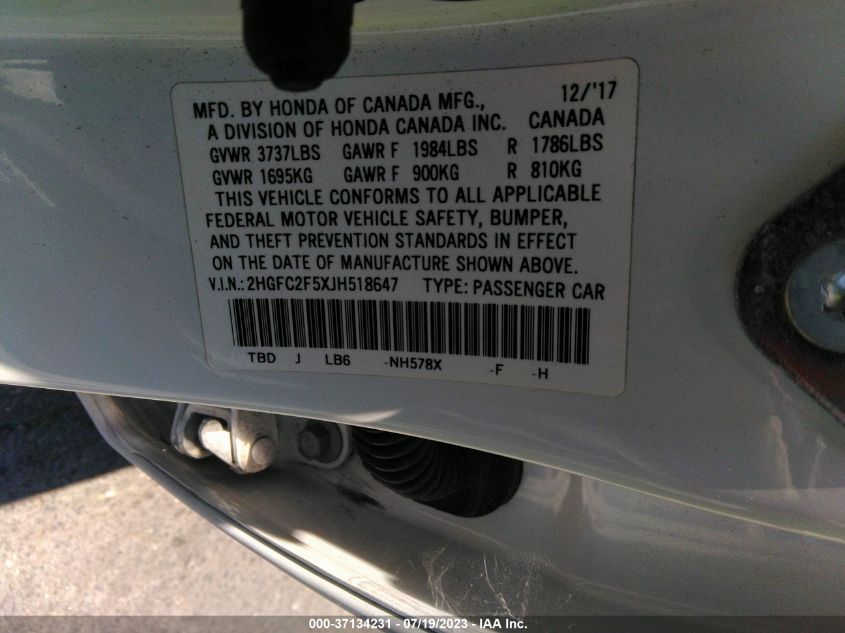 MFD. BY HONDA OF CANADA MFG., 12/'17
A DIVISION OF HONDA CANADA INC. CANADA
GVWR 3737LBS GAWR F 1984LBS R 1786LBS
GVWR 1695KG GAWR F 900KG R 810KG
THIS VEHICLE CONFORMS TO ALL APPLICABLE
FEDERAL MOTOR VEHICLE SAFETY, BUMPER,
AND THEFT PREVENTION STANDARDS IN EFFECT
ON THE DATE OF MANUFACTURE SHOWN ABOVE.
V.I.N.: 2HGFC2F5XJH518647 TYPE: PASSENGER CAR
TBD J LB6 -NH578X -F -H
000-37134231 - 07/19/2023 - IAA Inc.